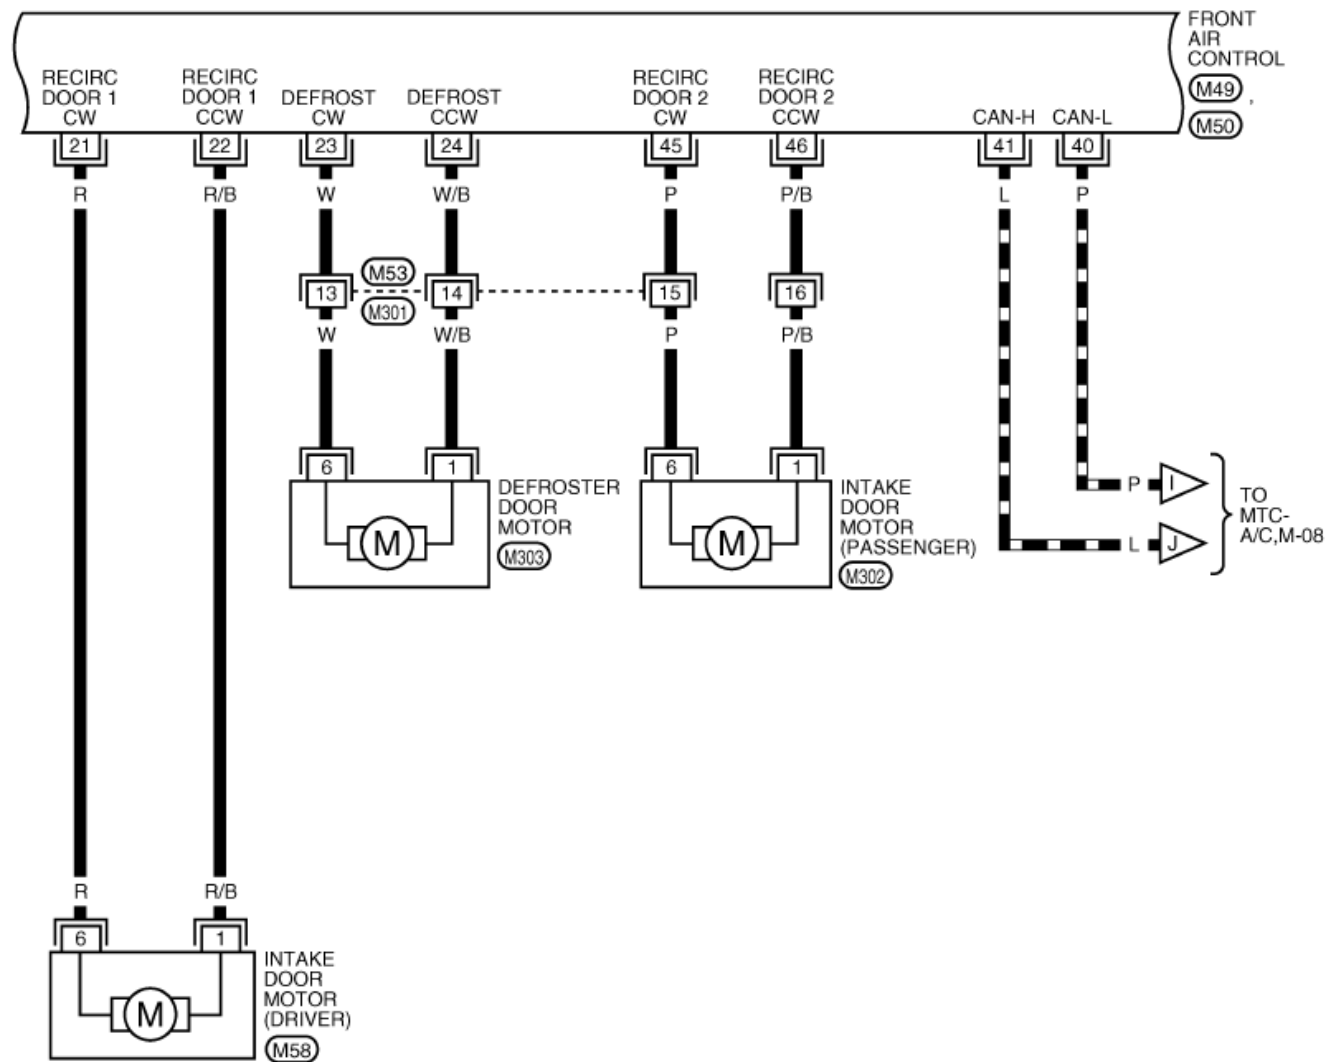 FRONT
AIR
CONTROL
M49 ,
M50
RECIRC
DOOR 1
CW
RECIRC
DOOR 1
CCW
DEFROST
CW
DEFROST
CCW
RECIRC
DOOR 2
CW
RECIRC
DOOR 2
CCW
CAN-H
CAN-L
21
22
23
24
45
46
41
40
R
R/B
W
W/B
P
P/B
L
P
M53
13
14
15
16
M301
W
W/B
P
P/B
6
1
6
1
DEFROSTER
DOOR
MOTOR
M303
M
INTAKE
DOOR
MOTOR
(PASSENGER)
M302
M
P
I
L
J
TO
MTC-
A/C,M-08
R
R/B
6
1
INTAKE
DOOR
MOTOR
(DRIVER)
M58
M